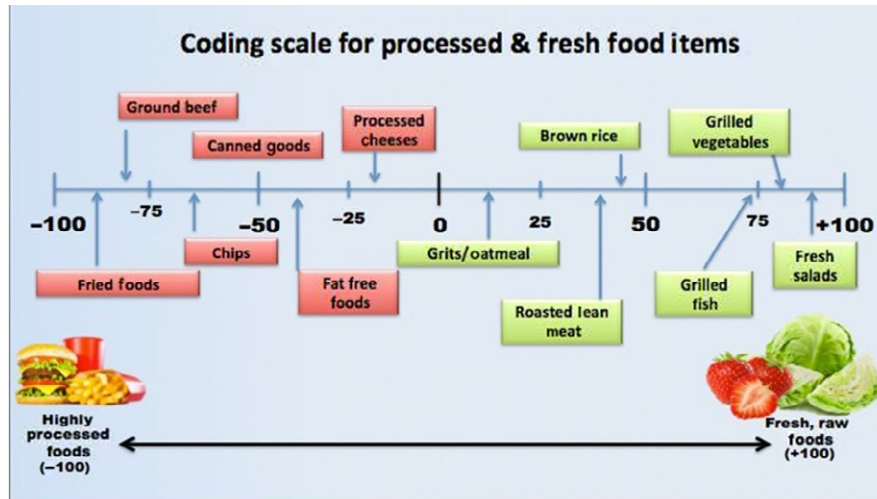 Coding scale for processed & fresh food items
Ground beef
Canned goods
Processed
cheeses
Brown rice
Grilled
vegetables
–100
–75
–50
–25
0
25
50
75
+100
Fried foods
Chips
Fat free
foods
Grits/oatmeal
Roasted lean
meat
Grilled
fish
Fresh
salads
Highly
processed
foods
(–100)
Fresh, raw
foods
(+100)